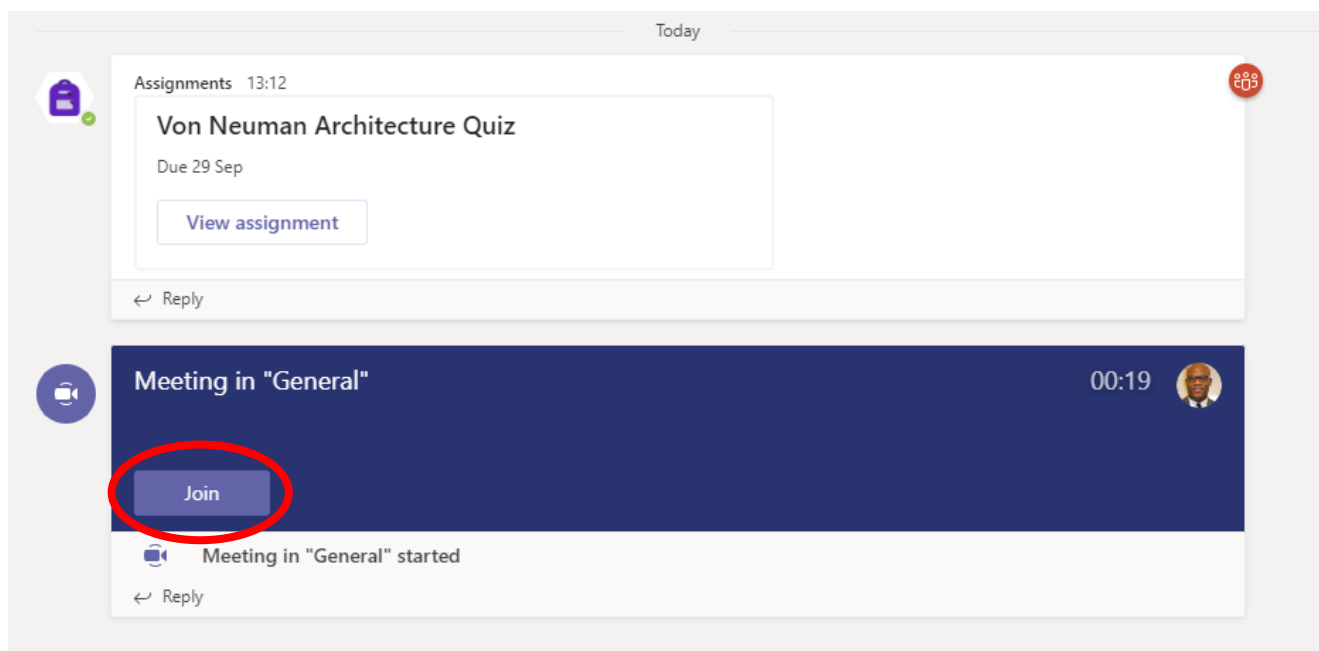 Today
Assignments 13:12
Von Neuman Architecture Quiz
Due 29 Sep
View assignment
Reply
Meeting in "General" 00:19
Join
Meeting in "General" started
Reply